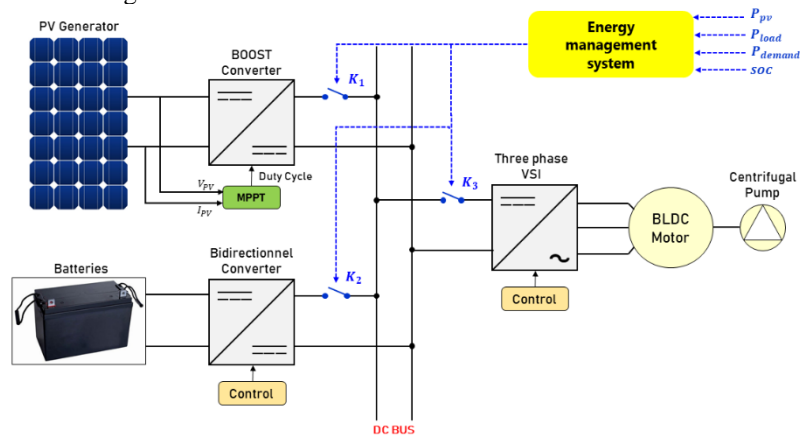 PV Generator
BOOST
Converter
K1
Energy
management
system
Ppv
Pload
Pdemand
SOC
Duty Cycle
VPV
IPV
MPPT
K3
Three phase
VSI
BLDC
Motor
Centrifugal
Pump
Batteries
Bidirectionnel
Converter
K2
Control
Control
DC BUS